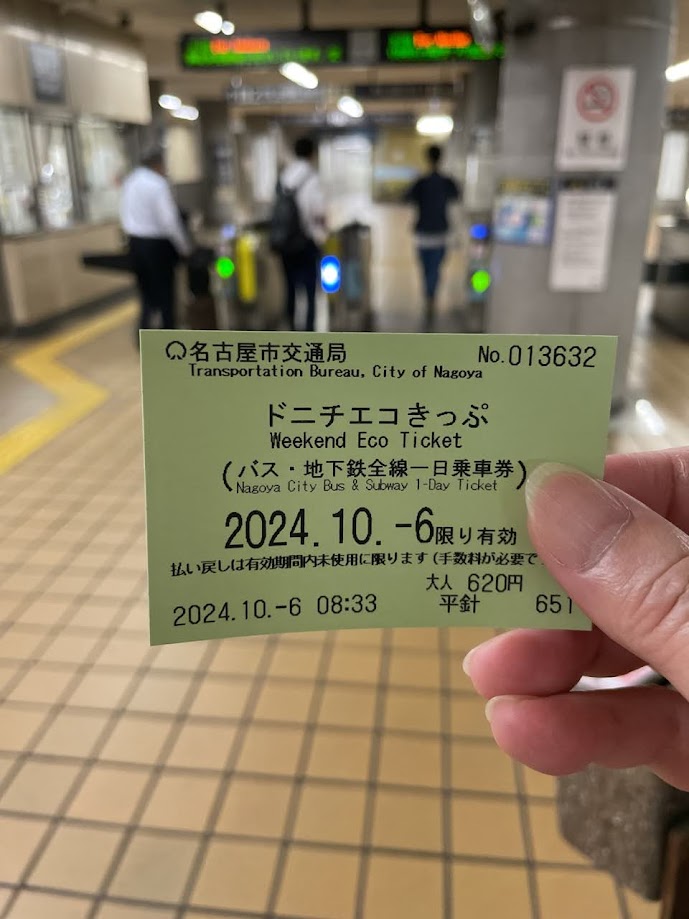 名古屋市交通局 No.013632
Transportation Bureau, City of Nagoya
ドニチエコきっぷ
Weekend Eco Ticket
(バス・地下鉄全線一日乗車券)
Nagoya City Bus & Subway 1-Day Ticket
2024.10.-6限り有効
払い戻しは有効期間内未使用に限ります(手数料が必要で
大人 620円
2024.10.-6 08:33 平針 651